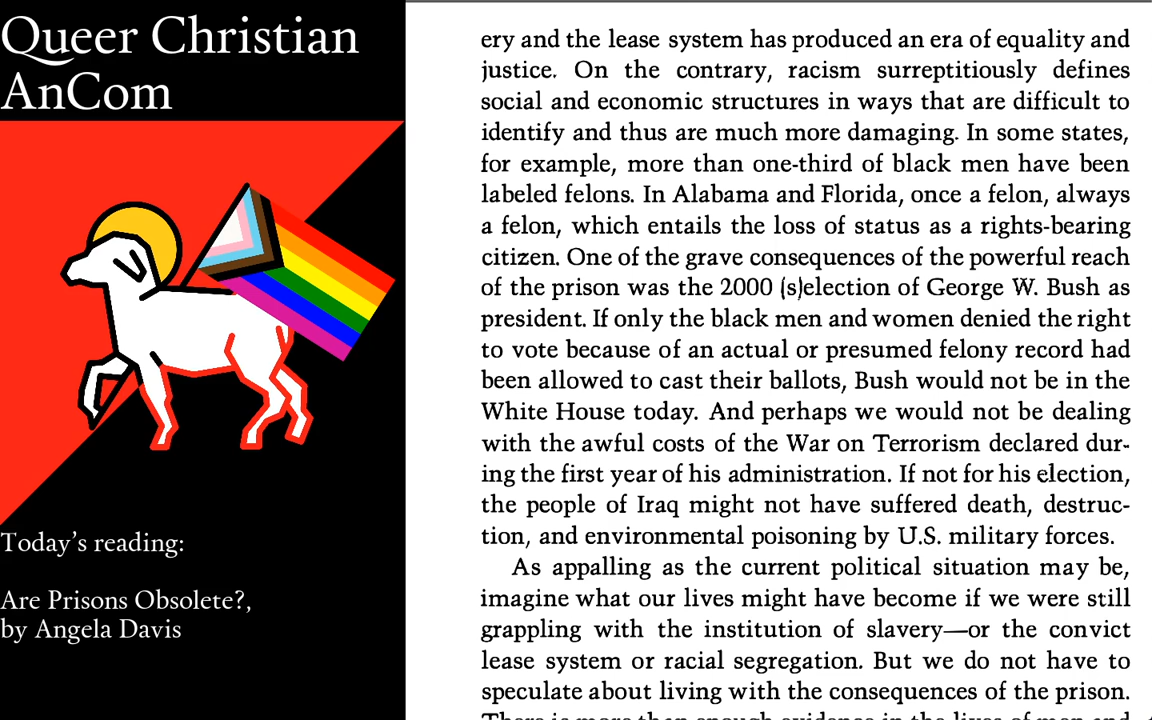 Queer Christian
AnCom
Today's reading:
Are Prisons Obsolete?,
by Angela Davis
ery and the lease system has produced an era of equality and
justice. On the contrary, racism surreptitiously defines
social and economic structures in ways that are difficult to
identify and thus are much more damaging. In some states,
for example, more than one-third of black men have been
labeled felons. In Alabama and Florida, once a felon, always
a felon, which entails the loss of status as a rights-bearing
citizen. One of the grave consequences of the powerful reach
of the prison was the 2000 (s)election of George W. Bush as
president. If only the black men and women denied the right
to vote because of an actual or presumed felony record had
been allowed to cast their ballots, Bush would not be in the
White House today. And perhaps we would not be dealing
with the awful costs of the War on Terrorism declared dur-
ing the first year of his administration. If not for his election,
the people of Iraq might not have suffered death, destruc-
tion, and environmental poisoning by U.S. military forces.
As appalling as the current political situation may be,
imagine what our lives might have become if we were still
grappling with the institution of slavery—or the convict
lease system or racial segregation. But we do not have to
speculate about living with the consequences of the prison.
There is more than enough evidence in the lives of men and